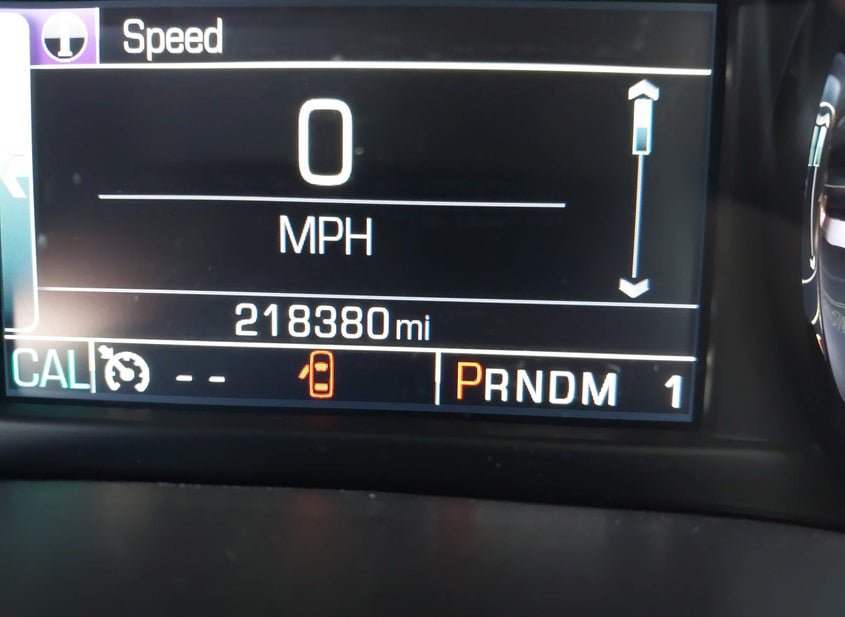 Speed
0
MPH
218380 mi
CAL -- PRNDM 1